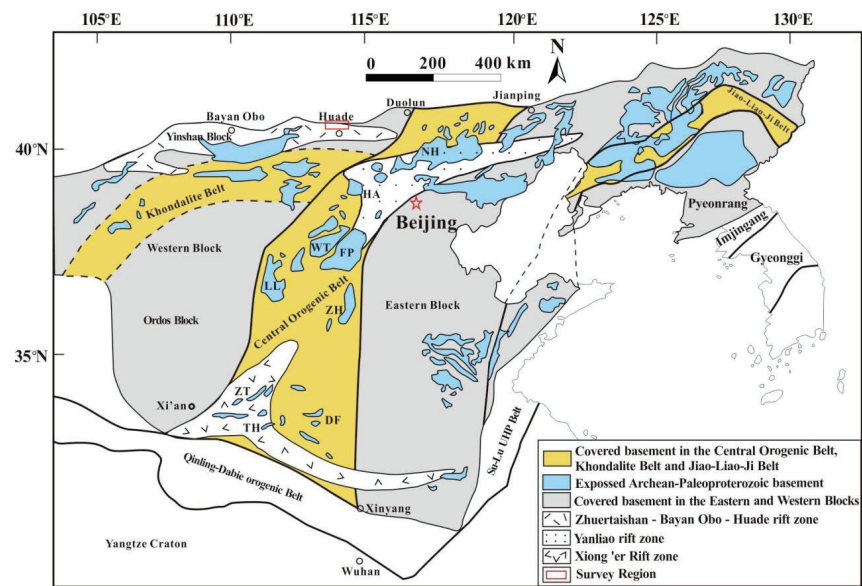 105°E 110°E 115°E 120°E 125°E 130°E
0 200 400 km
N
Bayan Obo
Huade
Duolun
Jianping
Yinshan Block
Jiao-Liao-Ji Belt
40°N
NH
Khondalite Belt
HA
Beijing
Pyeonrang
Imjingang
Western Block
WT
FP
Gyeonggi
LL
ZH
Central Orogenic Belt
Eastern Block
Ordos Block
35°N
ZT
Xi'an
TH
DF
Su-Lu UHP Belt
Qinling-Dabie orogenic Belt
Xinyang
Yangtze Craton
Wuhan
Covered basement in the Central Orogenic Belt,
Khondalite Belt and Jiao-Liao-Ji Belt
Expossed Archean-Paleoproterozoic basement
Covered basement in the Eastern and Western Blocks
Zhuertaishan - Bayan Obo - Huade rift zone
Yanliao rift zone
Xiong 'er Rift zone
Survey Region